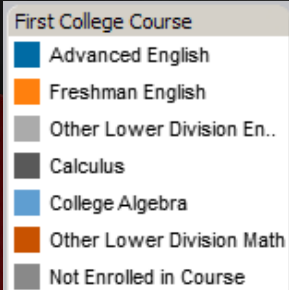 First College Course
Advanced English
Freshman English
Other Lower Division En..
Calculus
College Algebra
Other Lower Division Math
Not Enrolled in Course